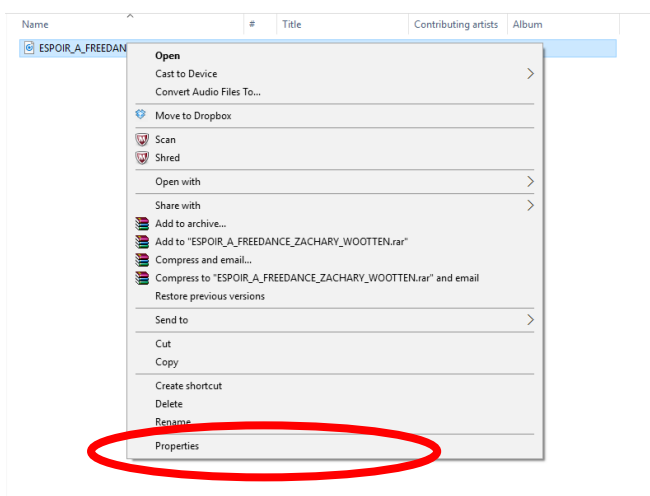 Name # Title Contributing artists Album
ESPOIR_A_FREEDAN
Open
Cast to Device
Convert Audio Files To...
Move to Dropbox
Scan
Shred
Open with
Share with
Add to archive...
Add to "ESPOIR_A_FREEDANCE_ZACHARY_WOOTTEN.rar"
Compress and email...
Compress to "ESPOIR_A_FREEDANCE_ZACHARY_WOOTTEN.rar" and email
Restore previous versions
Send to
Cut
Copy
Create shortcut
Delete
Rename
Properties